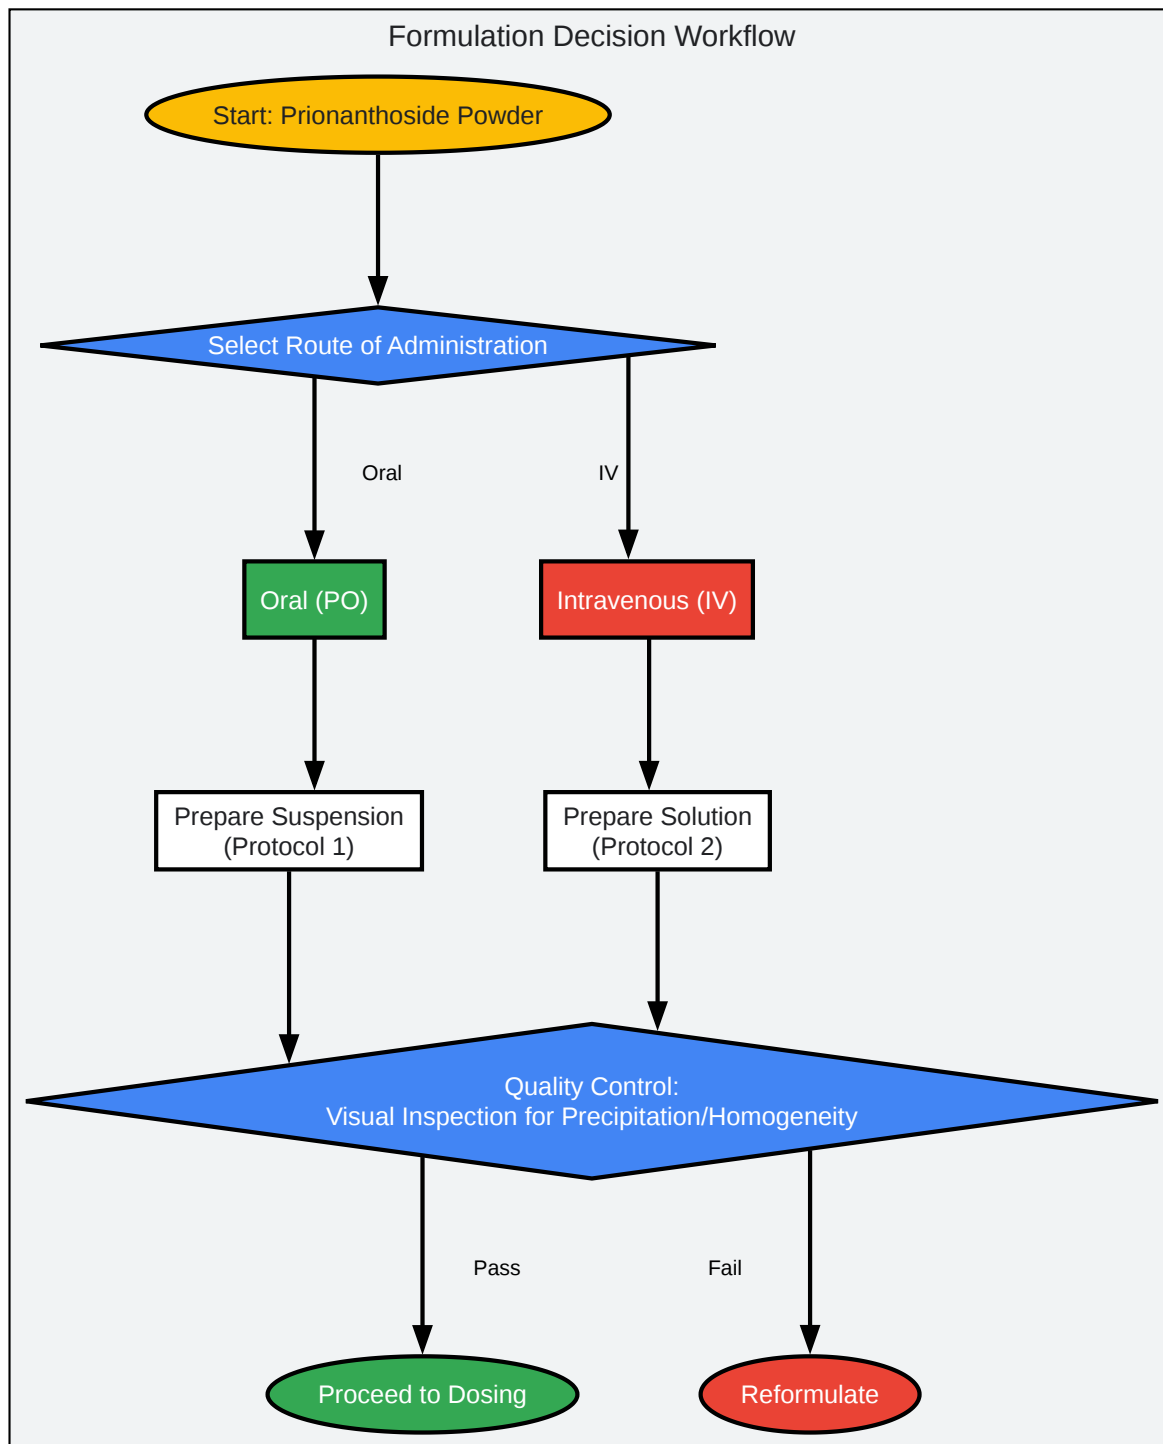 Formulation Decision Workflow
Start: Prionanthoside Powder
Select Route of Administration
Oral
IV
Oral (PO)
Intravenous (IV)
Prepare Suspension
(Protocol 1)
Prepare Solution
(Protocol 2)
Quality Control:
Visual Inspection for Precipitation/Homogeneity
Pass
Fail
Proceed to Dosing
Reformulate